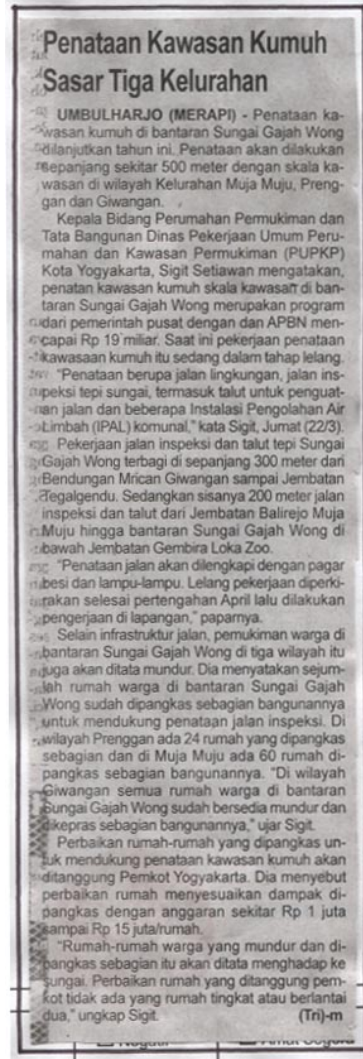 Penataan Kawasan Kumuh
Sasar Tiga Kelurahan
UMBULHARJO (MERAPI) - Penataan ka-
wasan kumuh di bantaran Sungai Gajah Wong
dilanjutkan tahun ini. Penataan akan dilakukan
sepanjang sekitar 500 meter dengan skala ka-
wasan di wilayah Kelurahan Muja Muju, Preng-
gan dan Giwangan.
Kepala Bidang Perumahan Permukiman dan
Tata Bangunan Dinas Pekerjaan Umum Peru-
mahan dan Kawasan Permukiman (PUPKP)
Kota Yogyakarta, Sigit Setiawan mengatakan,
penatan kawasan kumuh skala kawasan di ban-
taran Sungai Gajah Wong merupakan program
dari pemerintah pusat dengan dan APBN men-
capai Rp 19 miliar. Saat ini pekerjaan penataan
kawasaan kumuh itu sedang dalam tahap lelang.
"Penataan berupa jalan lingkungan, jalan ins-
peksi tepi sungai, termasuk talut untuk penguat-
an jalan dan beberapa Instalasi Pengolahan Air
Limbah (IPAL) komunal," kata Sigit, Jumat (22/3).
Pekerjaan jalan inspeksi dan talut tepi Sungai
Gajah Wong terbagi di sepanjang 300 meter dari
Bendungan Mrican Giwangan sampai Jembatan
Tegalgendu. Sedangkan sisanya 200 meter jalan
inspeksi dan talut dari Jembatan Balirejo Muja
Muju hingga bantaran Sungai Gajah Wong di
bawah Jembatan Gembira Loka Zoo.
"Penataan jalan akan dilengkapi dengan pagar
besi dan lampu-lampu. Lelang pekerjaan diperki-
rakan selesai pertengahan April lalu dilakukan
pengerjaan di lapangan," paparnya.
Selain infrastruktur jalan, pemukiman warga di
bantaran Sungai Gajah Wong di tiga wilayah itu
juga akan ditata mundur. Dia menyatakan sejum-
lah rumah warga di bantaran Sungai Gajah
Wong sudah dipangkas sebagian bangunannya
untuk mendukung penataan jalan inspeksi. Di
wilayah Prenggan ada 24 rumah yang dipangkas
sebagian dan di Muja Muju ada 60 rumah di-
pangkas sebagian bangunannya. "Di wilayah
Giwangan semua rumah warga di bantaran
Sungai Gajah Wong sudah bersedia mundur dan
dikepras sebagian bangunannya," ujar Sigit.
Perbaikan rumah-rumah yang dipangkas un-
tuk mendukung penataan kawasan kumuh akan
ditanggung Pemkot Yogyakarta. Dia menyebut
perbaikan rumah menyesuaikan dampak di-
pangkas dengan anggaran sekitar Rp 1 juta
sampai Rp 15 juta/rumah.
"Rumah-rumah warga yang mundur dan di-
pangkas sebagian itu akan ditata menghadap ke
sungai. Perbaikan rumah yang ditanggung pem-
kot tidak ada yang rumah tingkat atau berlantai
dua," ungkap Sigit. (Tri)-m